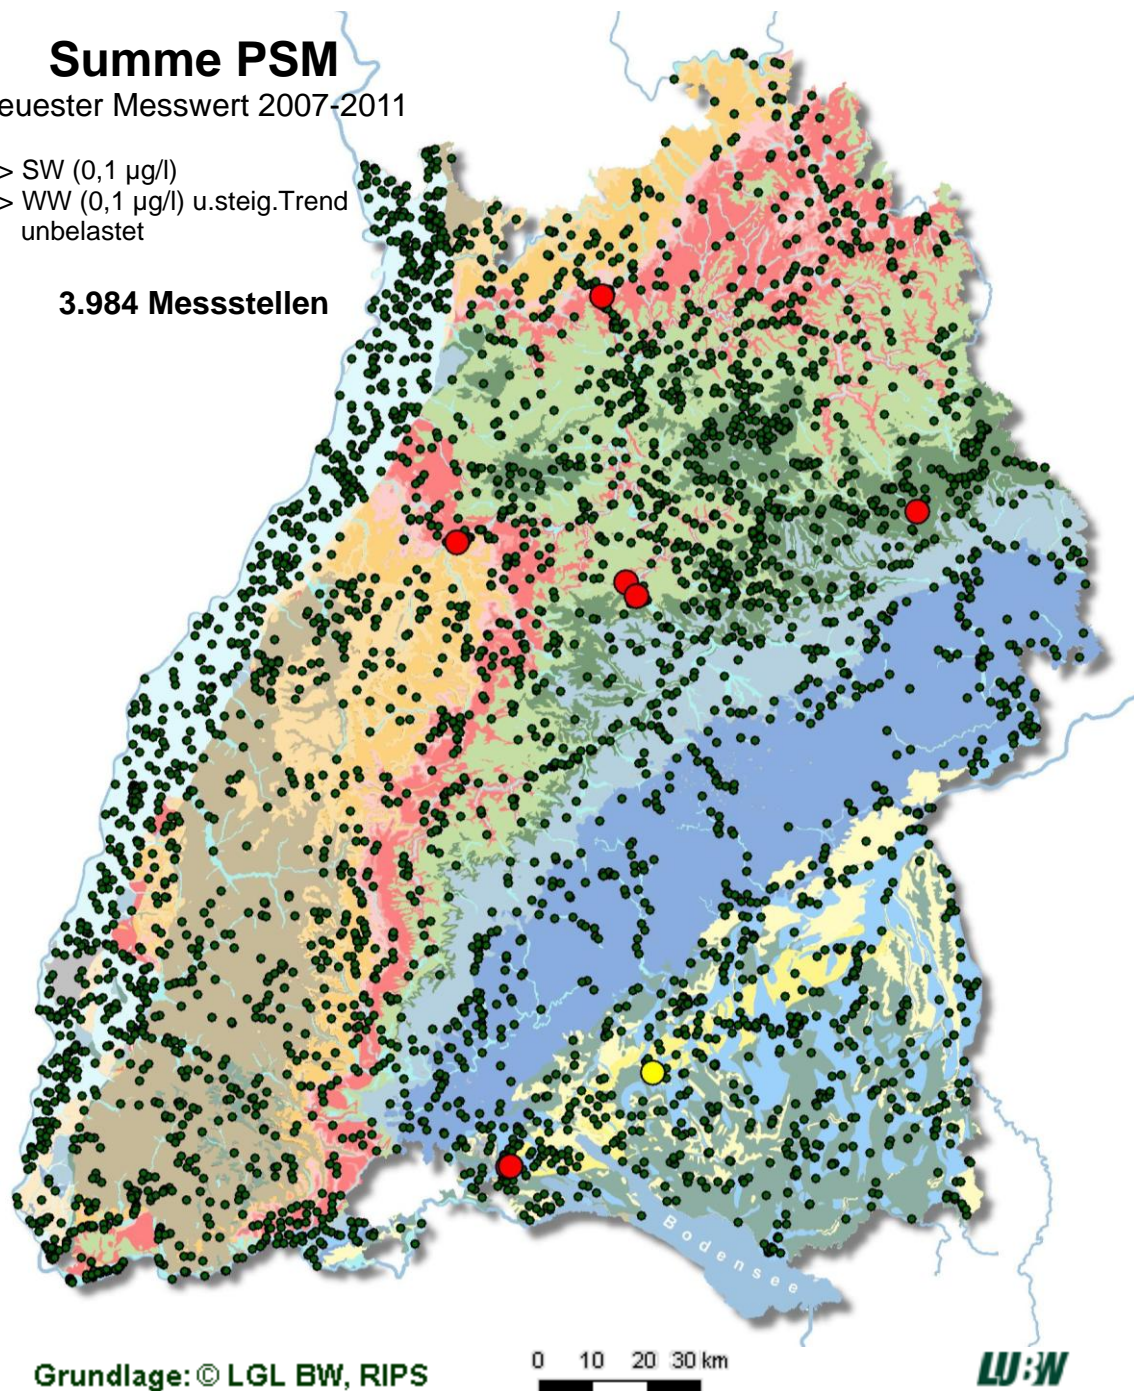 Summe PSM
euester Messwert 2007-2011
> SW (0,1 µg/l)
> WW (0,1 µg/l) u.steig.Trend
unbelastet
3.984 Messstellen
Bodensee
0 10 20 30 km
Grundlage: © LGL BW, RIPS
LUBW